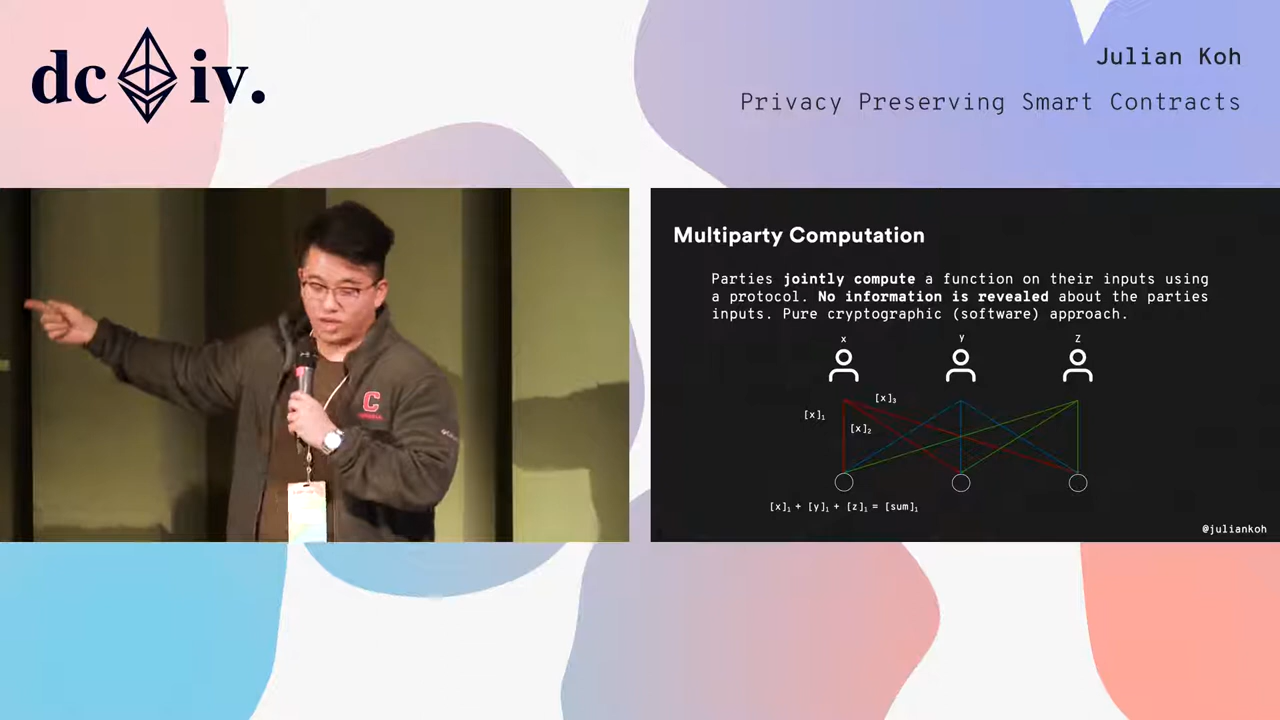 dc iv.
Julian Koh
Privacy Preserving Smart Contracts
C
Multiparty Computation
Parties jointly compute a function on their inputs using
a protocol. No information is revealed about the parties
inputs. Pure cryptographic (software) approach.
x y z
[x]₃
[x]₁
[x]₂
[x]₁ + [y]₁ + [z]₁ = [sum]₁
@juliankoh